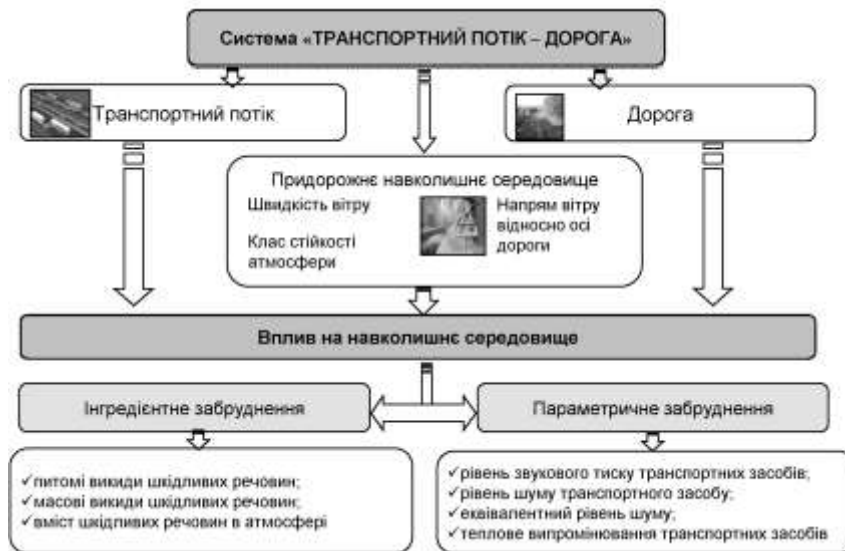 Система «ТРАНСПОРТНИЙ ПОТІК – ДОРОГА»
Транспортний потік
Дорога
Придорожнє навколишнє середовище
Швидкість вітру
Клас стійкості
атмосфери
Напрям вітру
відносно осі
дороги
Вплив на навколишнє середовище
Інгредієнтне забруднення
Параметричне забруднення
✓питомі викиди шкідливих речовин;
✓масові викиди шкідливих речовин;
✓вміст шкідливих речовин в атмосфері
✓рівень звукового тиску транспортних засобів;
✓рівень шуму транспортного засобу;
✓еквівалентний рівень шуму;
✓теплове випромінювання транспортних засобів